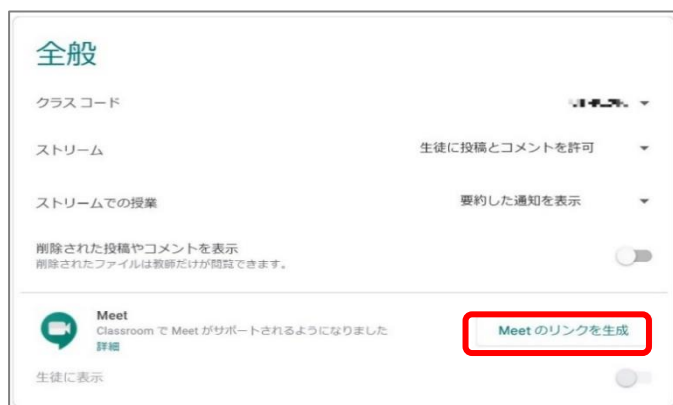 全般
クラス コード
ストリーム
生徒に投稿とコメントを許可
ストリームでの授業
要約した通知を表示
削除された投稿やコメントを表示
削除されたファイルは教師だけが閲覧できます。
Meet
Classroom で Meet がサポートされるようになりました
詳細
Meet のリンクを生成
生徒に表示